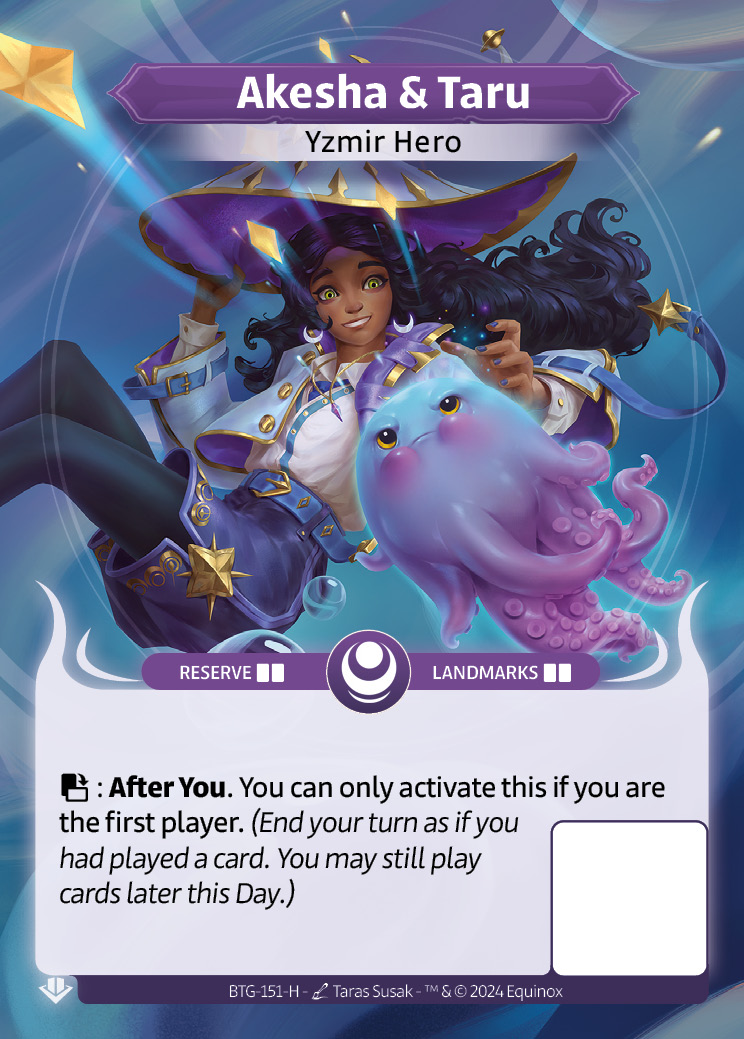 Akesha & Taru
Yzmir Hero
RESERVE
LANDMARKS
: After You. You can only activate this if you are
the first player. (End your turn as if you
had played a card. You may still play
cards later this Day.)
BTG-151-H - Taras Susak - ™ & © 2024 Equinox